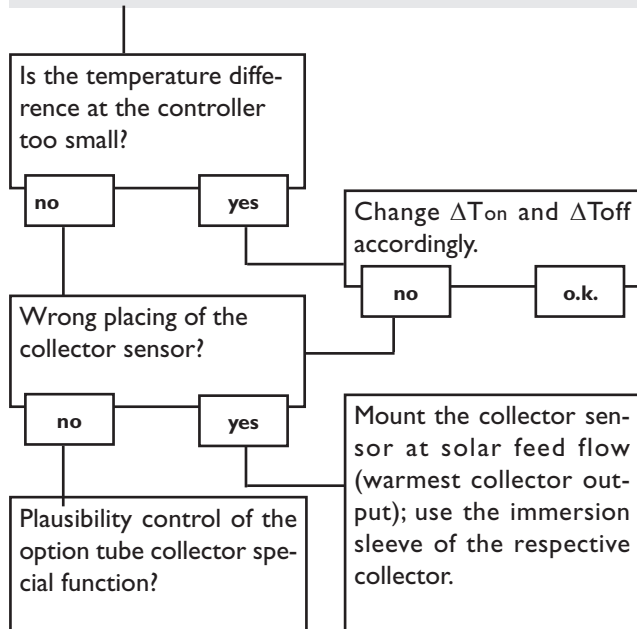 Is the temperature diffe-
rence at the controller
too small?
no
yes
Change ΔTon and ΔToff
accordingly.
no
o.k.
Wrong placing of the
collector sensor?
no
yes
Mount the collector sen-
sor at solar feed flow
(warmest collector out-
put); use the immersion
sleeve of the respective
collector.
Plausibility control of the
option tube collector spe-
cial function?